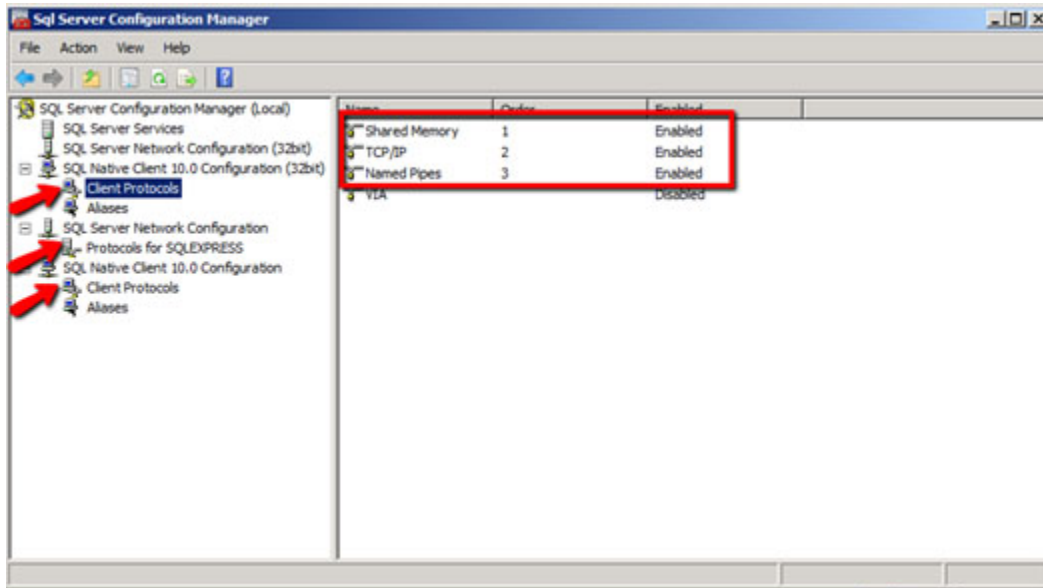 Sql Server Configuration Manager
File Action View Help
SQL Server Configuration Manager (Local)
SQL Server Services
SQL Server Network Configuration (32bit)
SQL Native Client 10.0 Configuration (32bit)
Client Protocols
Aliases
SQL Server Network Configuration
Protocols for SQLEXPRESS
SQL Native Client 10.0 Configuration
Client Protocols
Aliases
Name Order Enabled
Shared Memory 1 Enabled
TCP/IP 2 Enabled
Named Pipes 3 Enabled
VIA Disabled